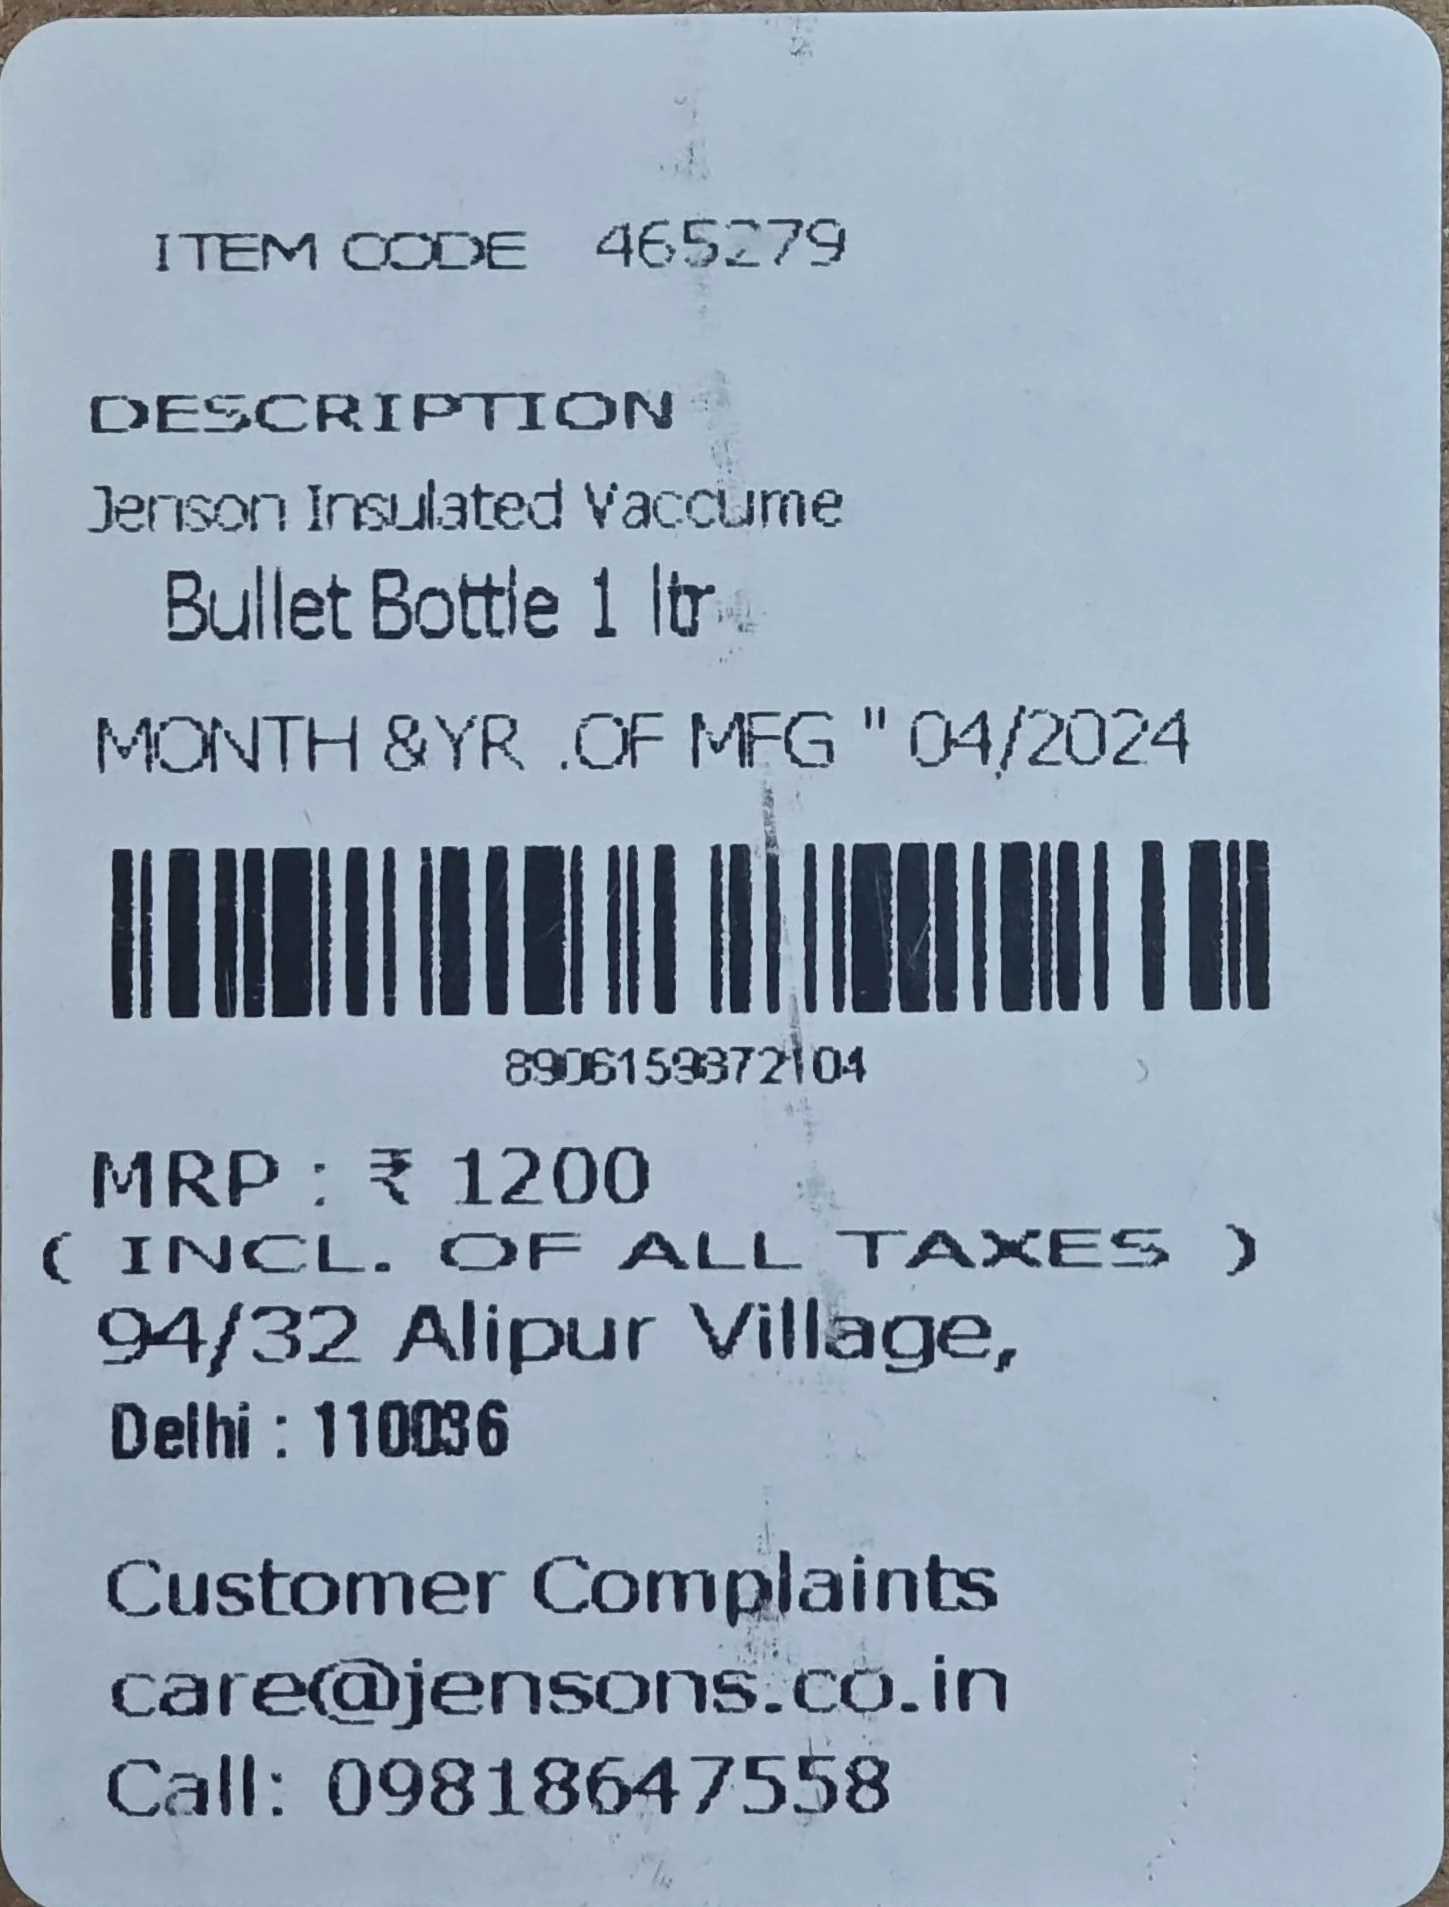 ITEM CODE 465279
DESCRIPTION
Jenson Insulated Vaccume
Bullet Bottle 1 ltr
MONTH &YR .OF MFG " 04/2024
MRP : ₹ 1200
( INCL. OF ALL TAXES )
94/32 Alipur Village,
Delhi : 110036
Customer Complaints
care@jensons.co.in
Call: 09818647558